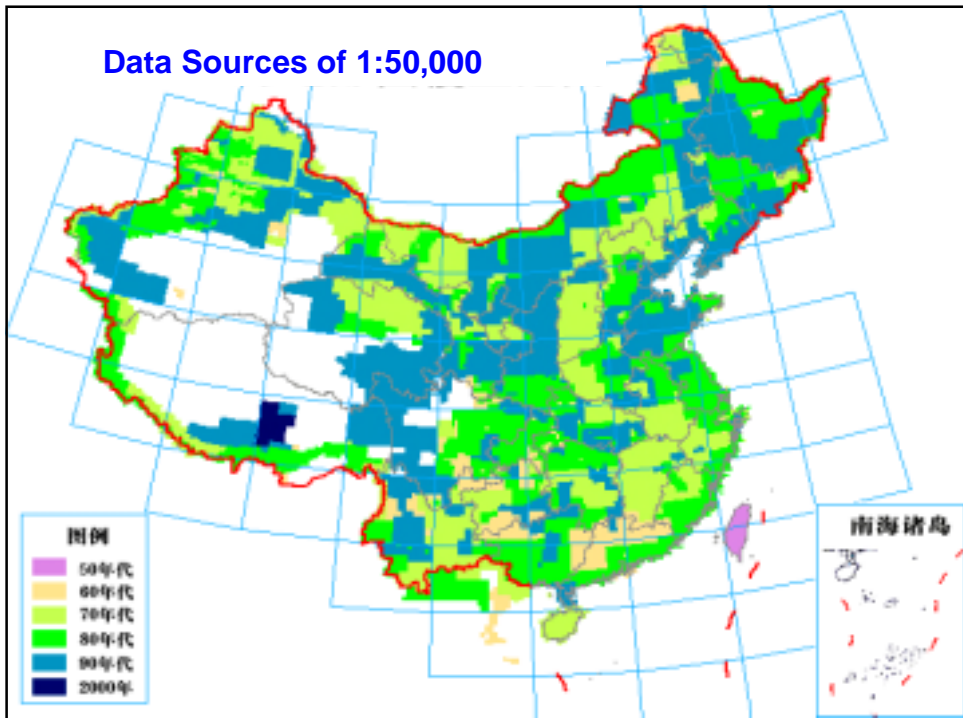 Data Sources of 1:50,000
图例
50年代
60年代
70年代
80年代
90年代
2000年
南海诸岛